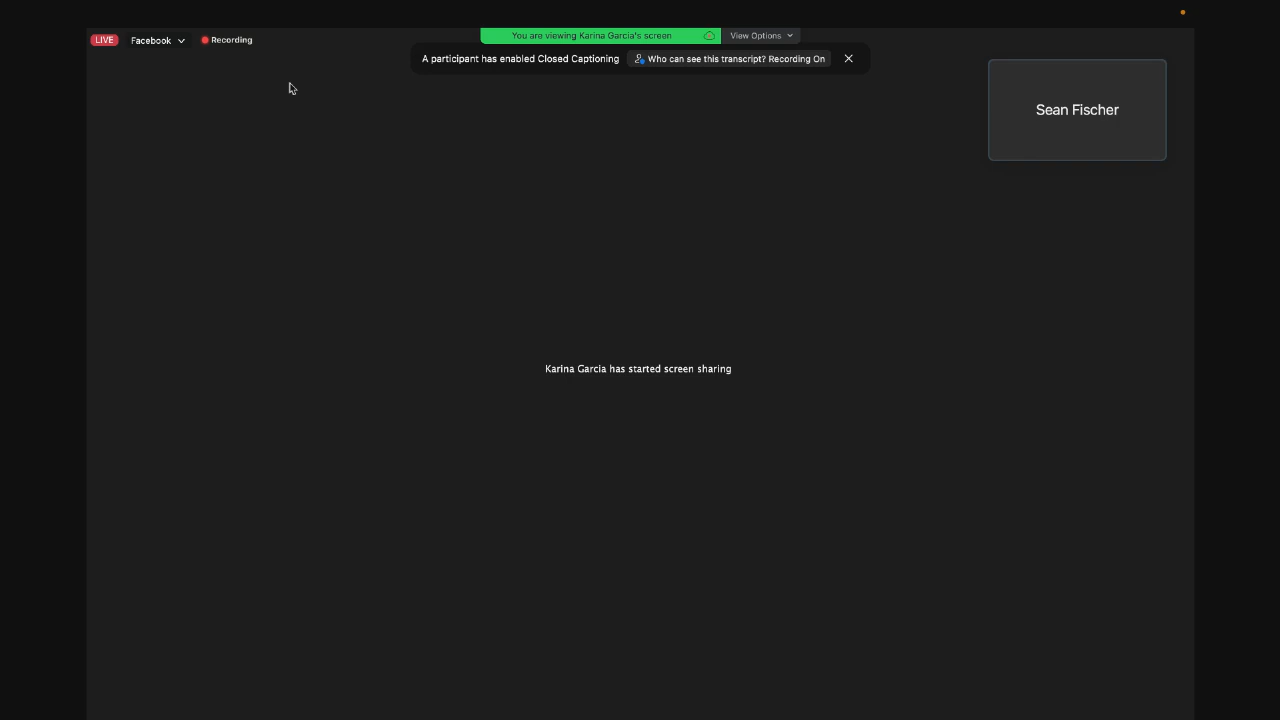 LIVE Facebook Recording
You are viewing Karina Garcia's screen View Options
A participant has enabled Closed Captioning Who can see this transcript? Recording On
Sean Fischer
Karina Garcia has started screen sharing